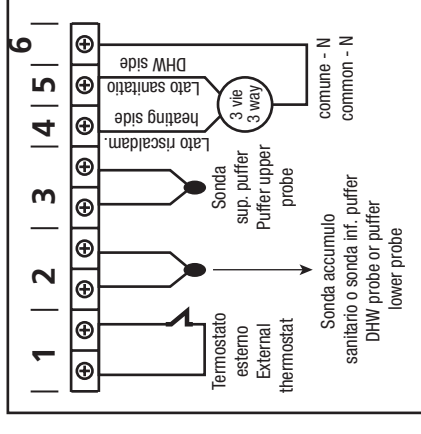 1
2
3
4
5
6
Termostato
esterno
External
thermostat
Sonda accumulo
sanitario o sonda inf. puffer
DHW probe or puffer
lower probe
Sonda
sup. puffer
Puffer upper
probe
Lato riscaldam.
heating side
Lato sanitatio
DHW side
3 vie
3 way
comune - N
common - N